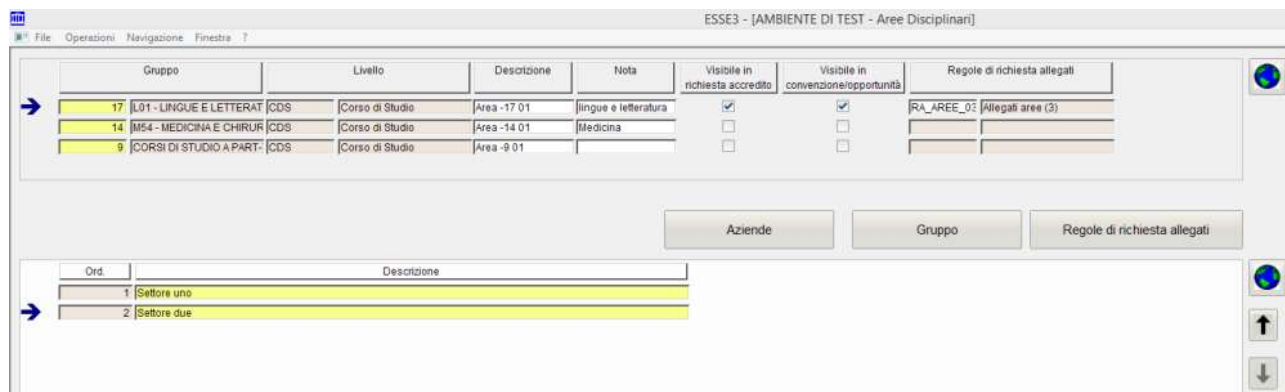 ESSE3 - [AMBIENTE DI TEST - Aree Disciplinari]
File Operazioni Navigazione Finestra ?
Gruppo Livello Descrizione Nota Visibile in richiesta accredito Visibile in convenzione/opportunità Regole di richiesta allegati
17 L01 - LINGUE E LETTERAT CDS Corso di Studio Area -17 01 lingue e letteratura RA_AREE_03 Allegati aree (3)
14 M54 - MEDICINA E CHIRUR CDS Corso di Studio Area -14 01 Medicina
9 CORSI DI STUDIO A PART- CDS Corso di Studio Area -9 01
Aziende Gruppo Regole di richiesta allegati
Ord. Descrizione
1 Settore uno
2 Settore due